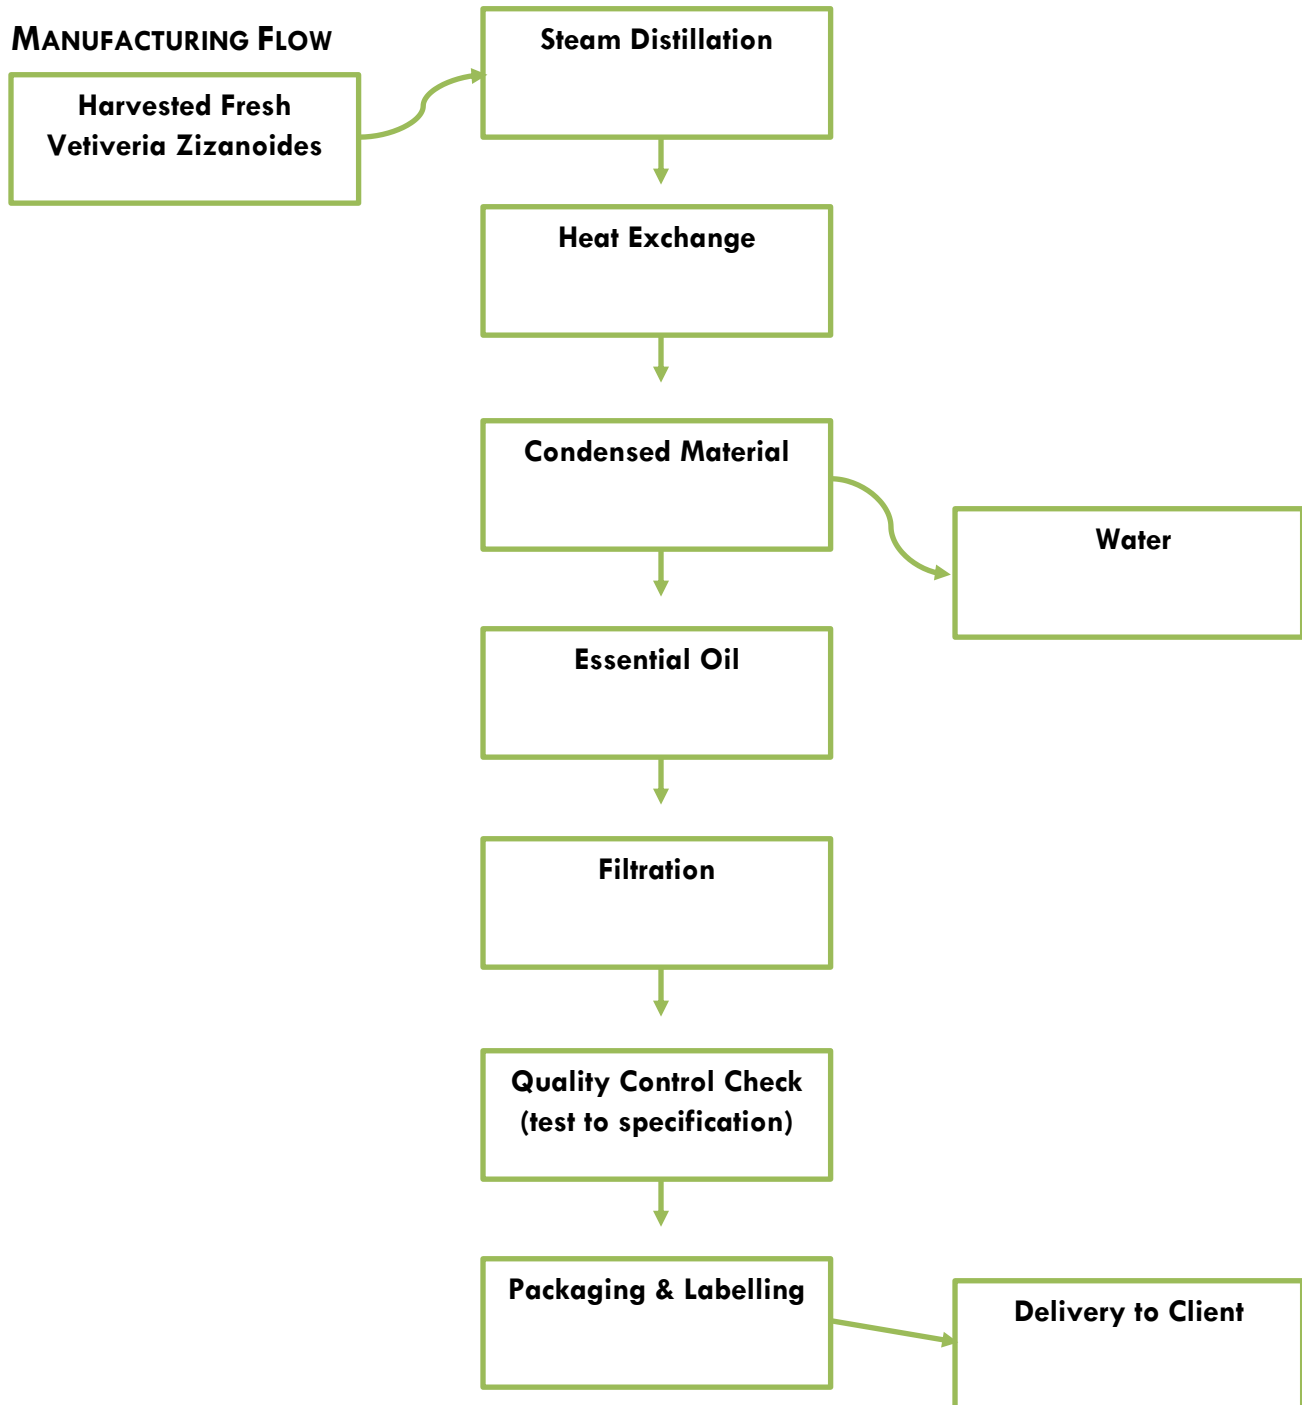 MANUFACTURING FLOW
Harvested Fresh
Vetiveria Zizanoides
Steam Distillation
Heat Exchange
Condensed Material
Water
Essential Oil
Filtration
Quality Control Check
(test to specification)
Packaging & Labelling
Delivery to Client